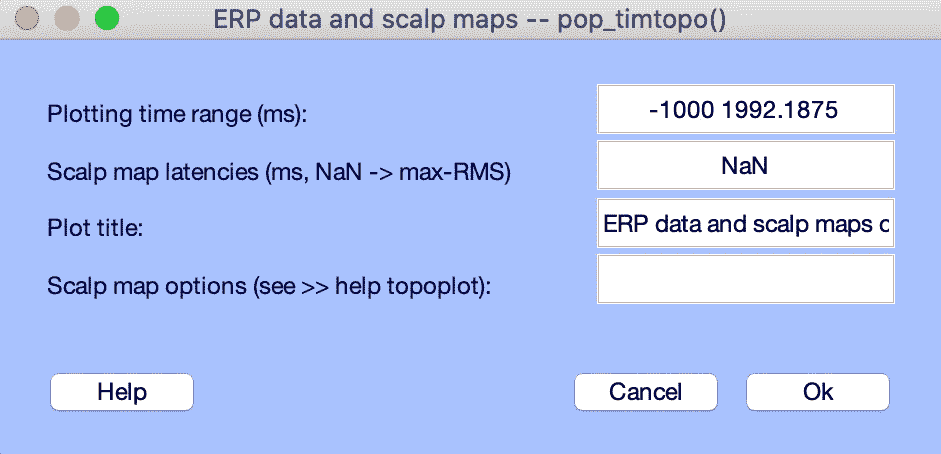 ERP data and scalp maps -- pop_timtopo()
Plotting time range (ms):
-1000 1992.1875
Scalp map latencies (ms, NaN -> max-RMS)
NaN
Plot title:
ERP data and scalp maps c
Scalp map options (see >> help topoplot):
Help
Cancel
Ok